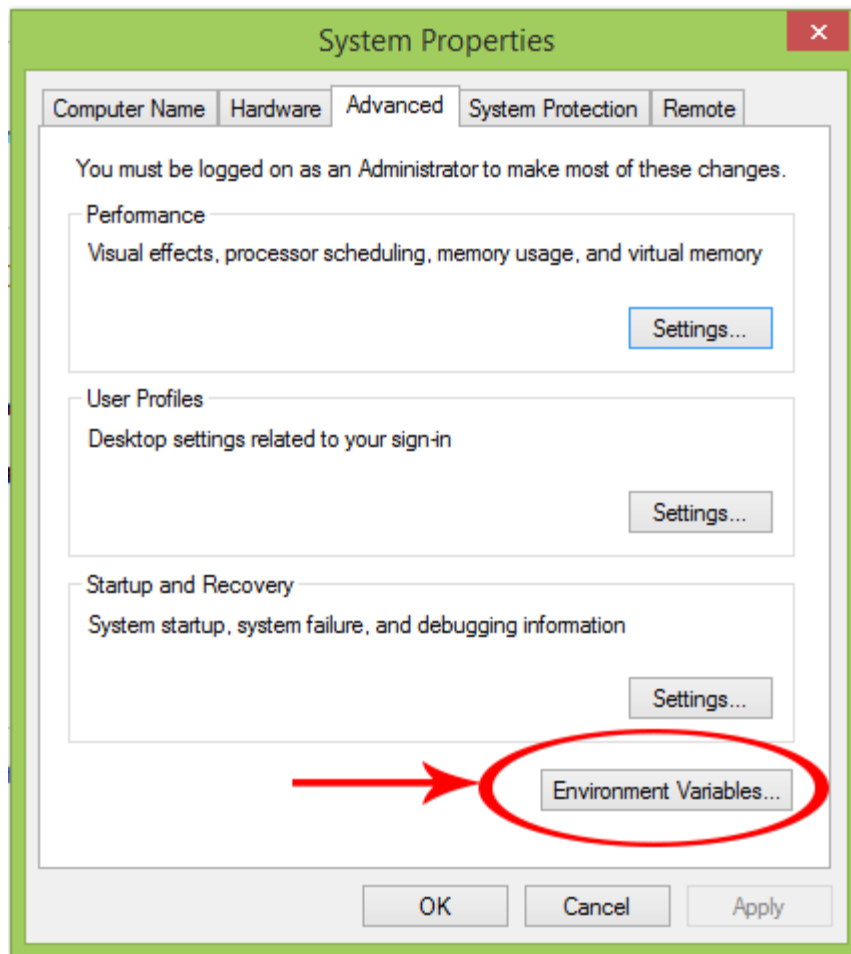 System Properties
Computer Name Hardware Advanced System Protection Remote
You must be logged on as an Administrator to make most of these changes.
Performance
Visual effects, processor scheduling, memory usage, and virtual memory
Settings...
User Profiles
Desktop settings related to your sign-in
Settings...
Startup and Recovery
System startup, system failure, and debugging information
Settings...
Environment Variables...
OK Cancel Apply